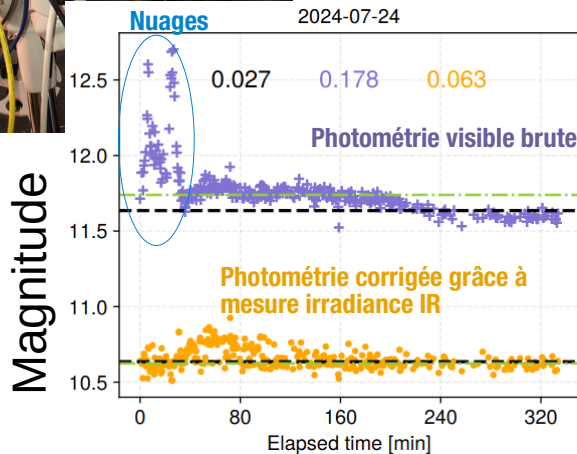 Nuages
2024-07-24
12.5
0.027 0.178 0.063
Photométrie visible brute
12.0
11.5
Photométrie corrigée grâce à
mesure irradiance IR
11.0
10.5
Magnitude
0 80 160 240 320
Elapsed time [min]